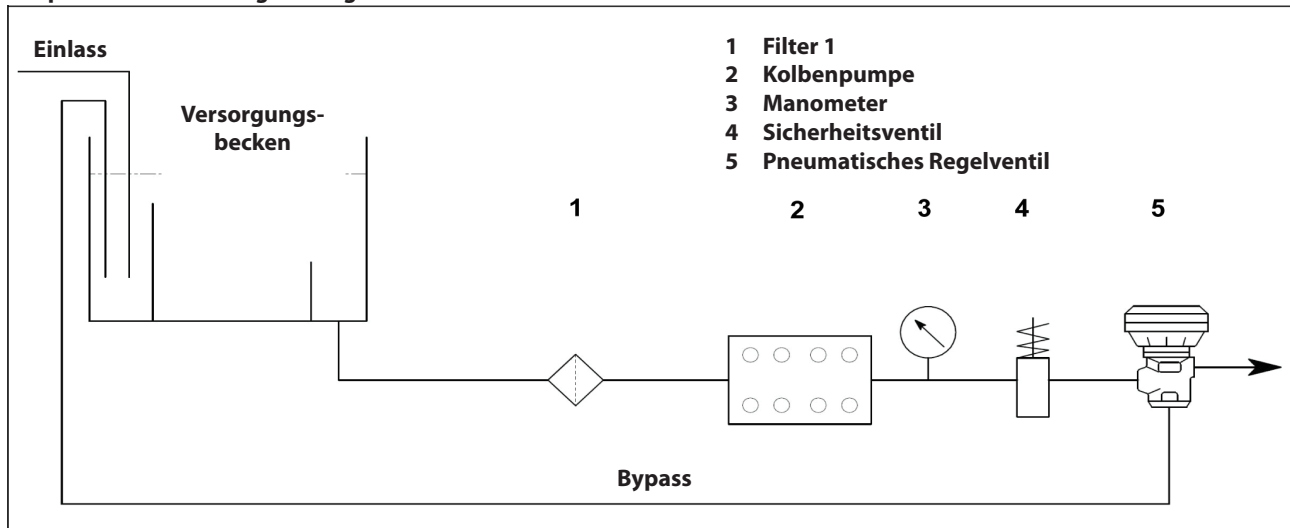 Einlass
Versorgungs-
becken
1 Filter 1
2 Kolbenpumpe
3 Manometer
4 Sicherheitsventil
5 Pneumatisches Regelventil
1 2 3 4 5
Bypass